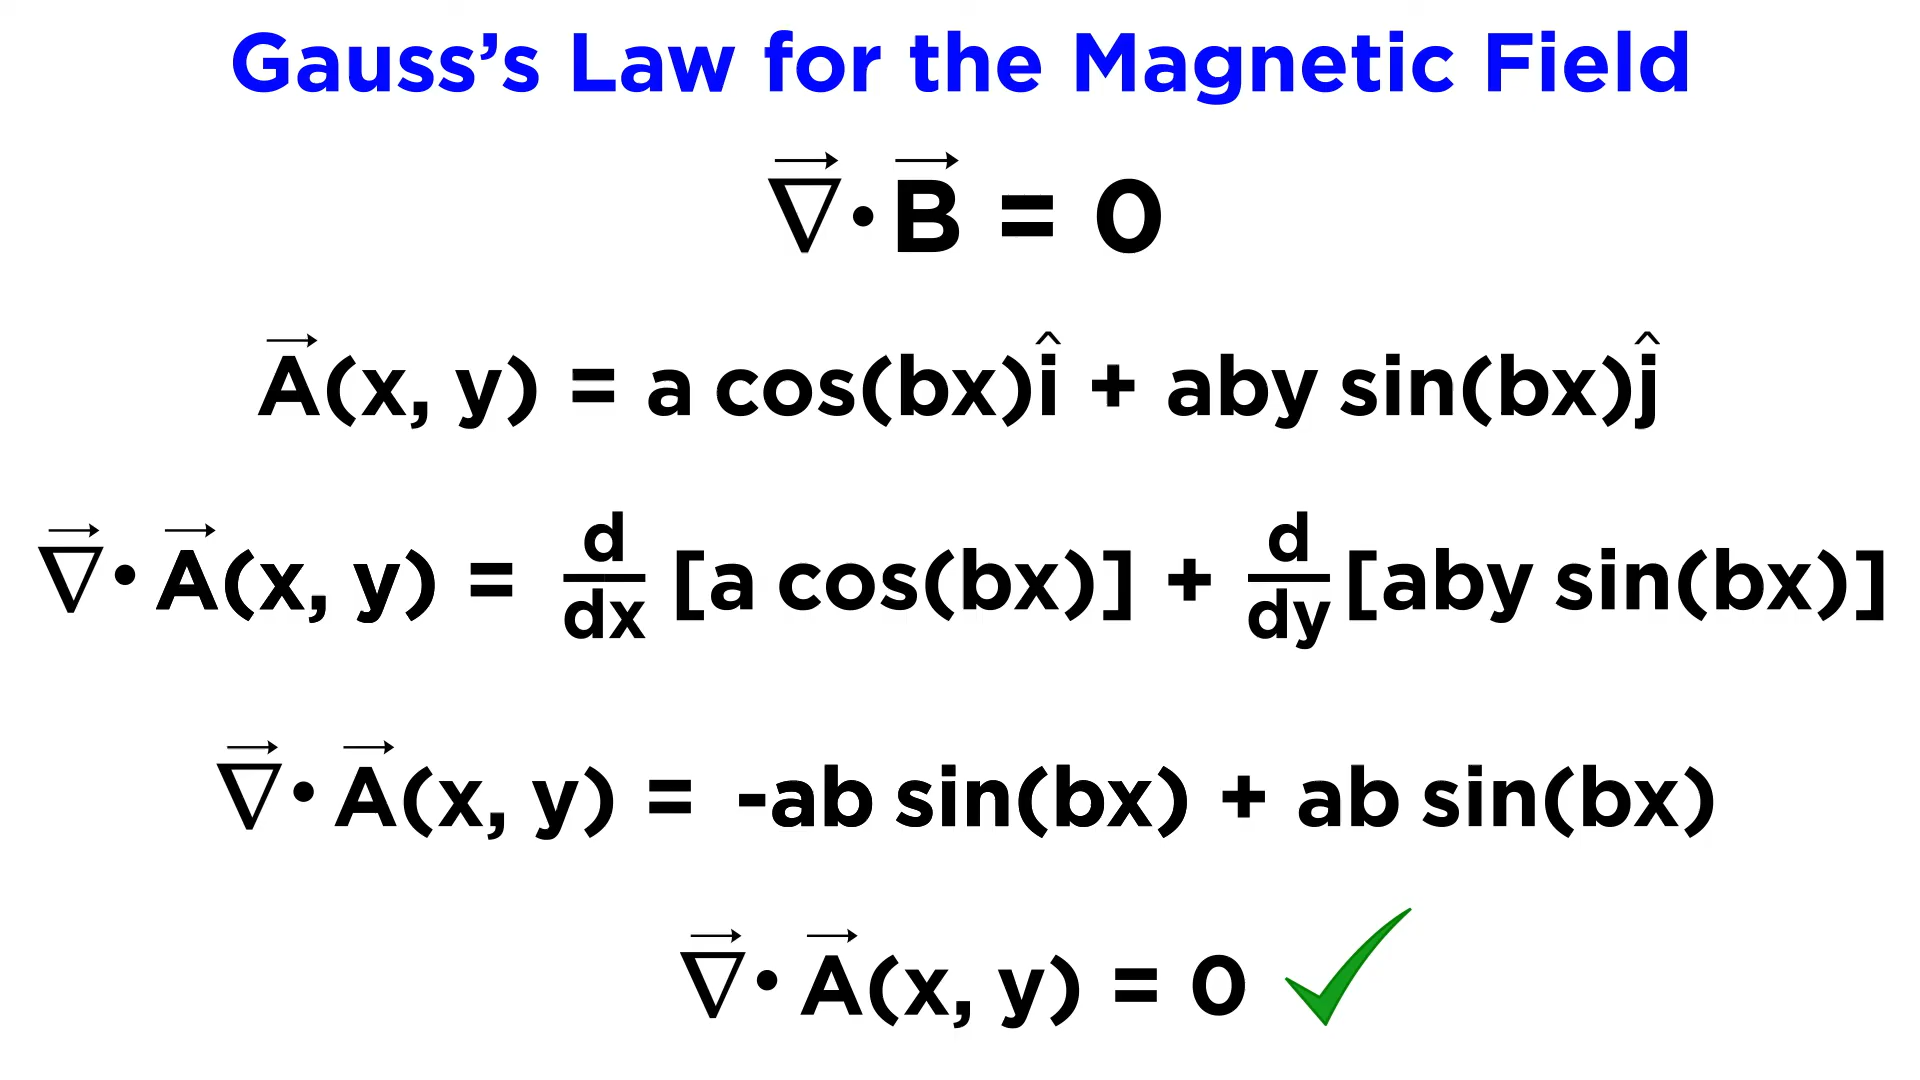 Gauss’s Law for the Magnetic Field
∇⃗ · B⃗ = 0
A⃗(x, y) = a cos(bx)î + aby sin(bx)ĵ
∇⃗ · A⃗(x, y) = d/dx [a cos(bx)] + d/dy [aby sin(bx)]
∇⃗ · A⃗(x, y) = -ab sin(bx) + ab sin(bx)
∇⃗ · A⃗(x, y) = 0 ✓